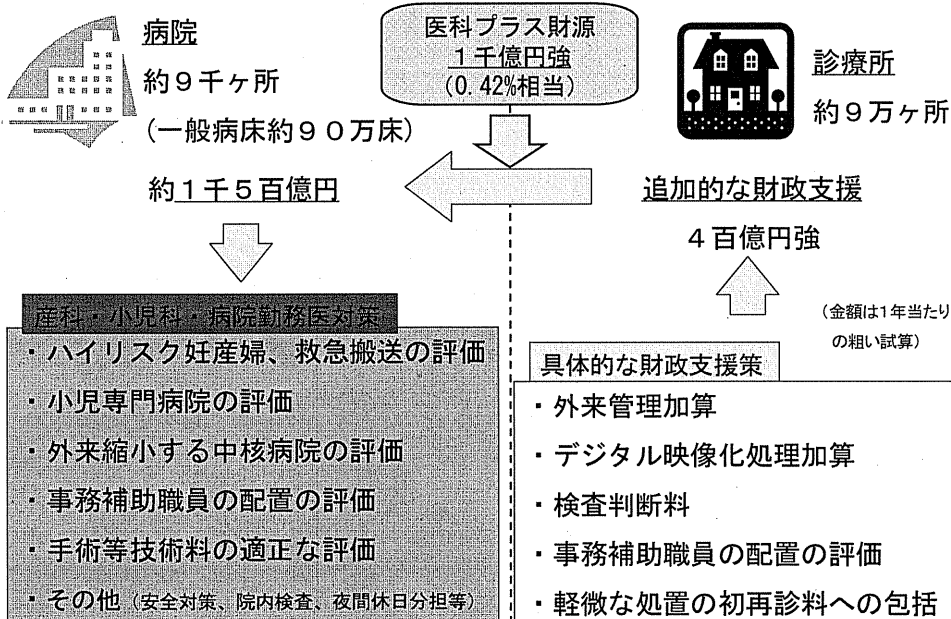 病院
約９千ヶ所
（一般病床約９０万床）
約１千５百億円
医科プラス財源
１千億円強
（0.42%相当）
診療所
約９万ヶ所
追加的な財政支援
４百億円強
（金額は1年当たり
の粗い試算）
産科・小児科・病院勤務医対策
・ハイリスク妊産婦、救急搬送の評価
・小児専門病院の評価
・外来縮小する中核病院の評価
・事務補助職員の配置の評価
・手術等技術料の適正な評価
・その他（安全対策、院内検査、夜間休日分担等）
具体的な財政支援策
・外来管理加算
・デジタル映像化処理加算
・検査判断料
・事務補助職員の配置の評価
・軽微な処置の初再診料への包括